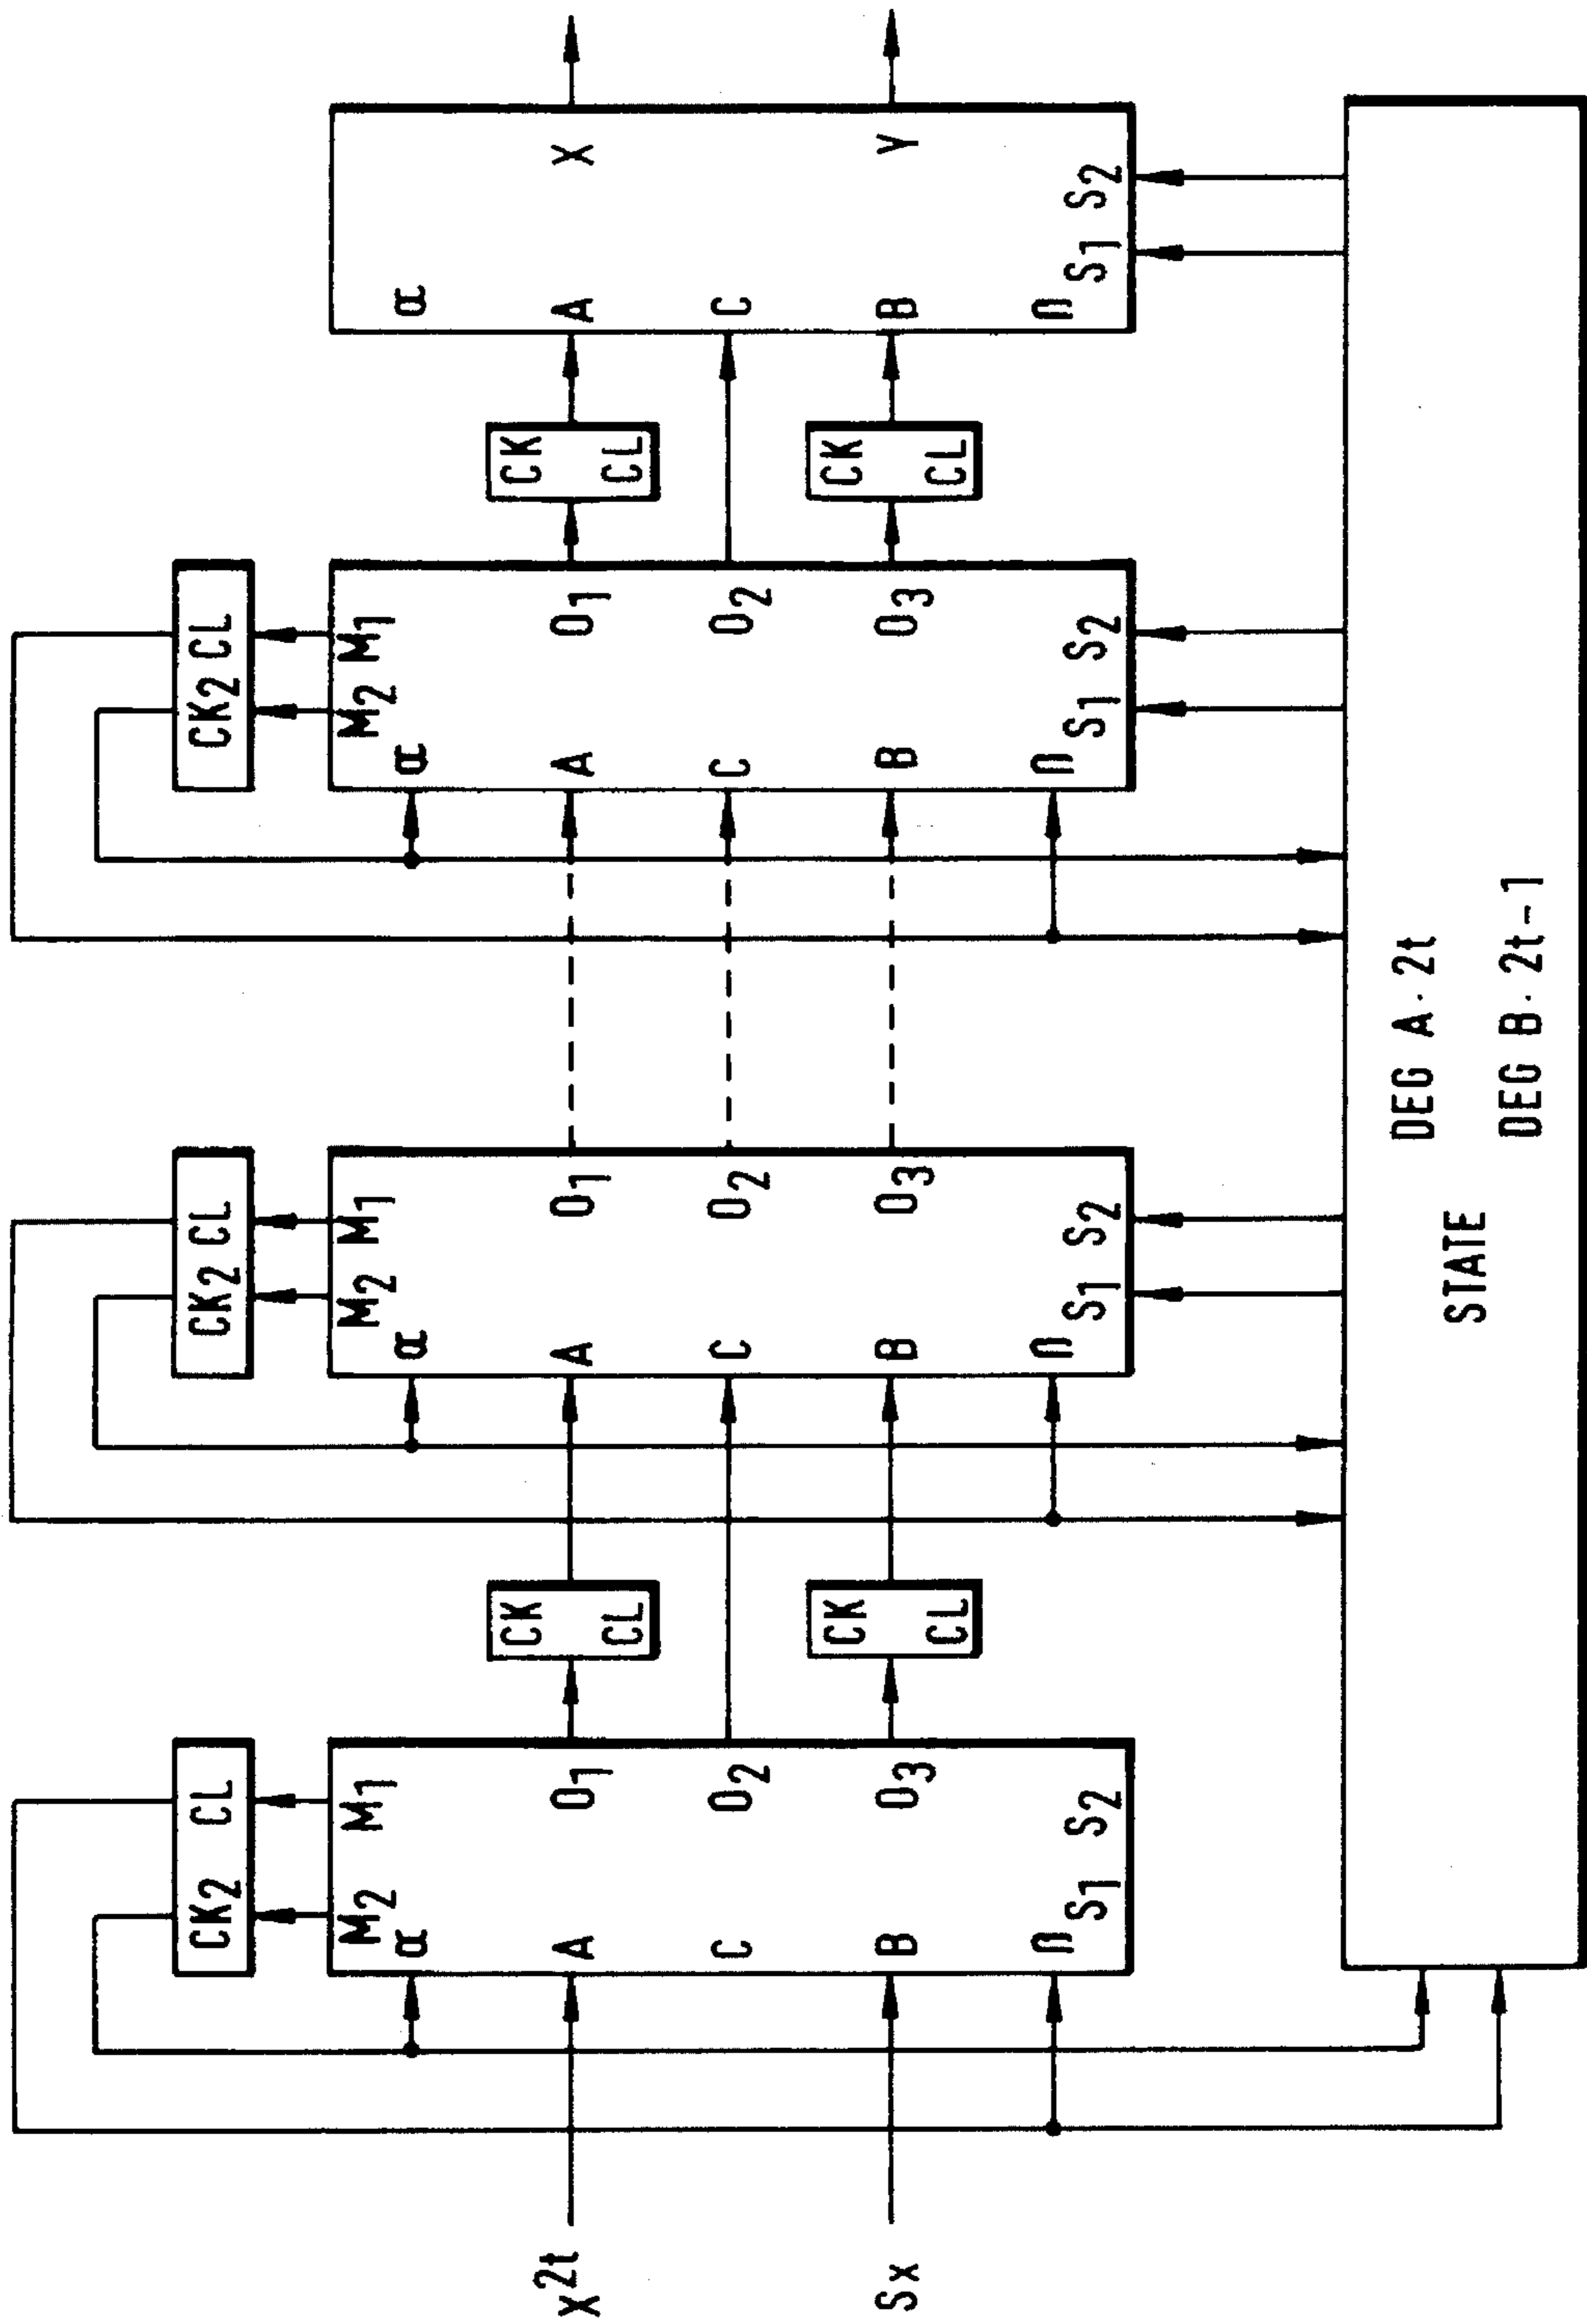 x²ᵗ
Sx
CK₂ CL
M₂ M₁
α
A O₁
C O₂
B O₃
n
S₁ S₂
CK
CL
CK
CL
CK₂ CL
M₂ M₁
α
A O₁
C O₂
B O₃
n
S₁ S₂
CK₂ CL
M₂ M₁
α
A O₁
C O₂
B O₃
n
S₁ S₂
CK
CL
CK
CL
α
A X
C
B Y
n
S₁ S₂
DEG A·2t
STATE
DEG B·2t-1